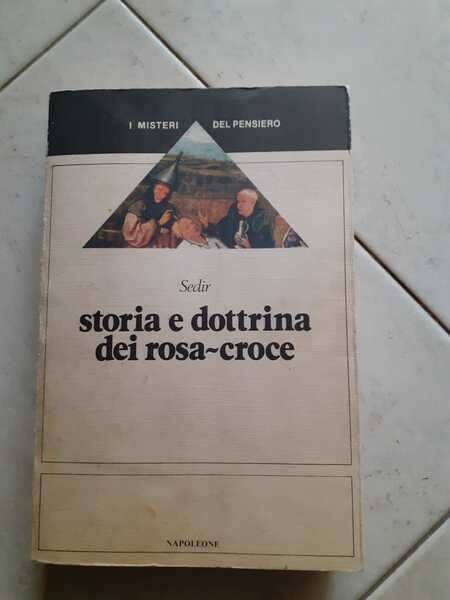 I MISTERI DEL PENSIERO
Sedir
storia e dottrina
dei rosa~croce
NAPOLEONE